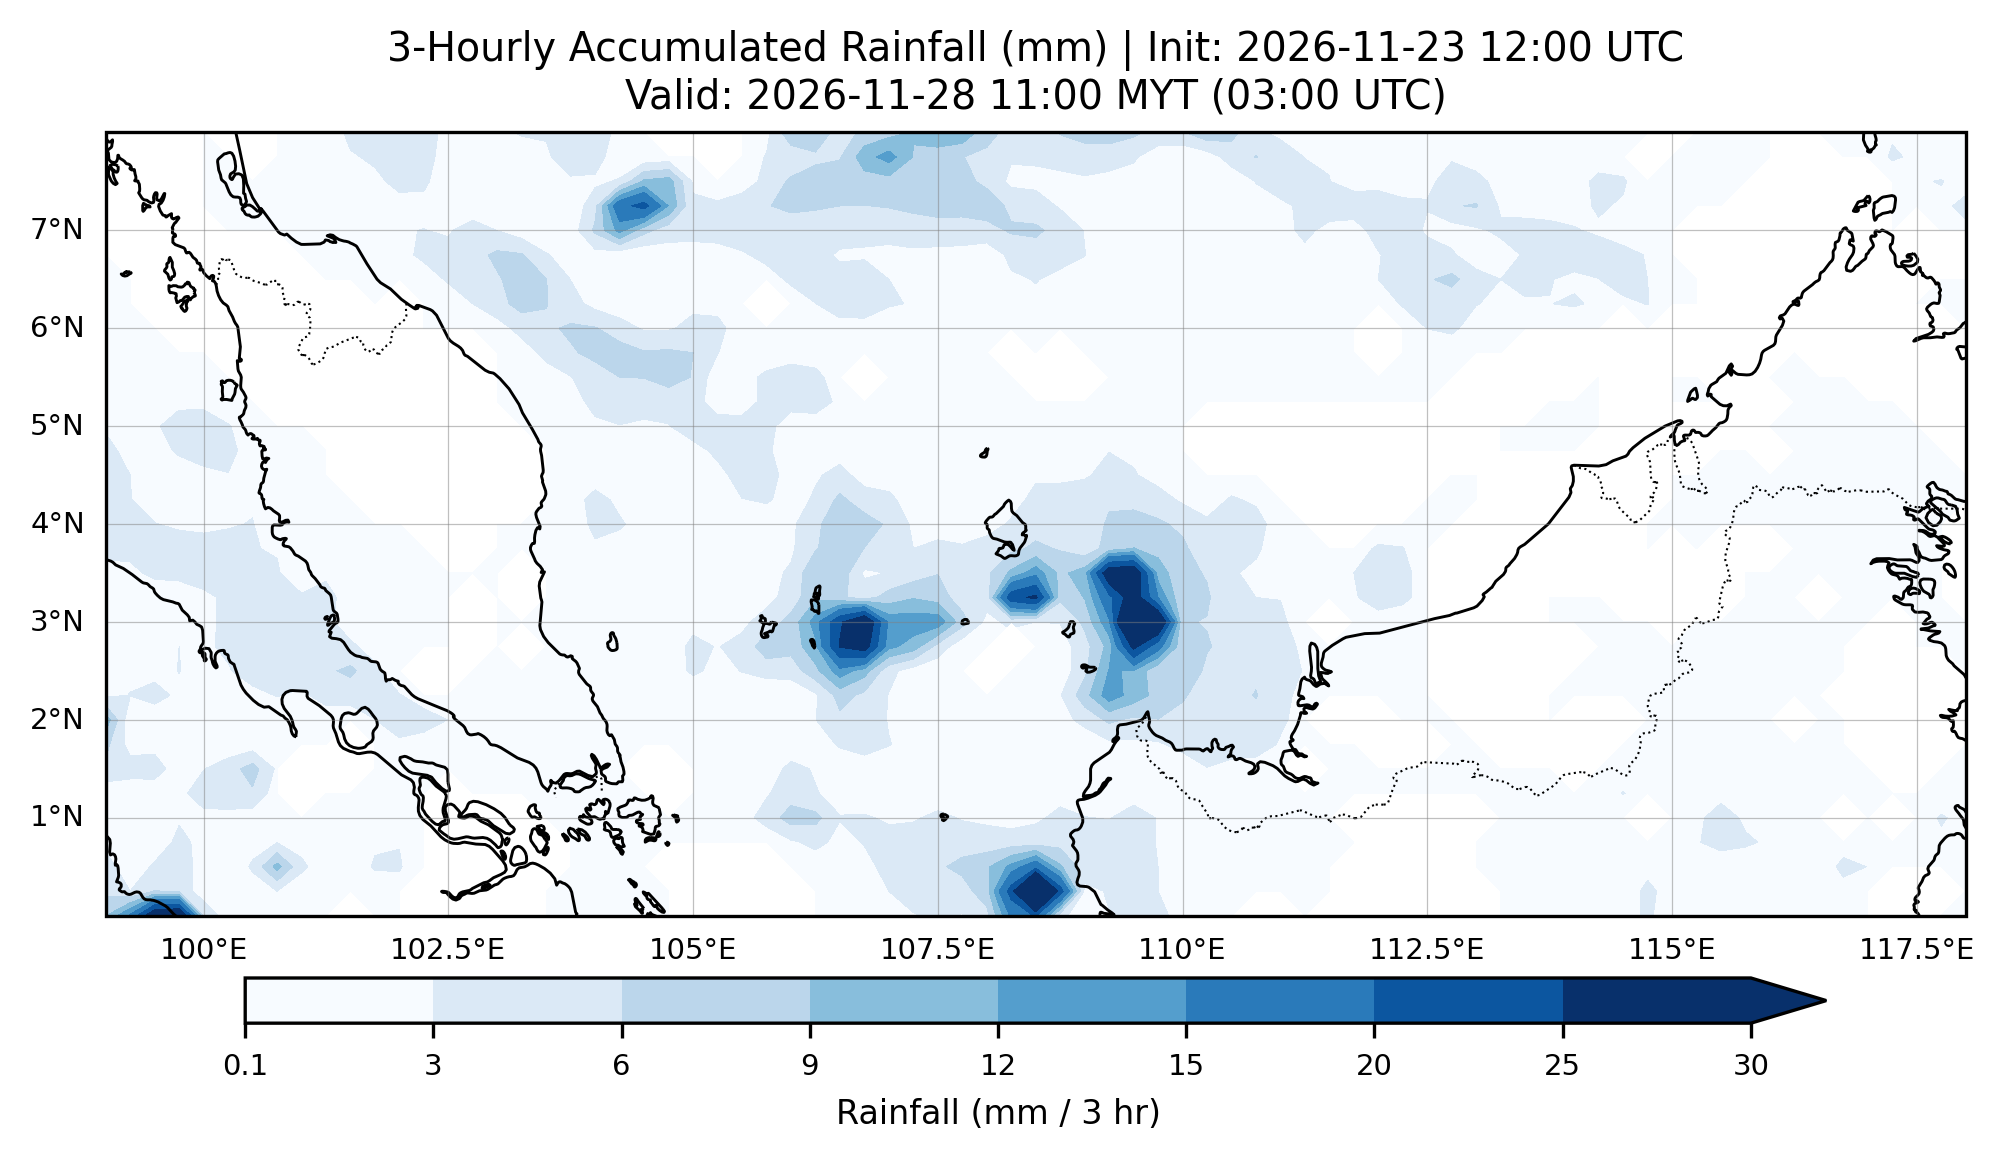 3-Hourly Accumulated Rainfall (mm) | Init: 2026-11-23 12:00 UTC
Valid: 2026-11-28 11:00 MYT (03:00 UTC)
7°N
6°N
5°N
4°N
3°N
2°N
1°N
100°E 102.5°E 105°E 107.5°E 110°E 112.5°E 115°E 117.5°E
0.1 3 6 9 12 15 20 25 30
Rainfall (mm / 3 hr)